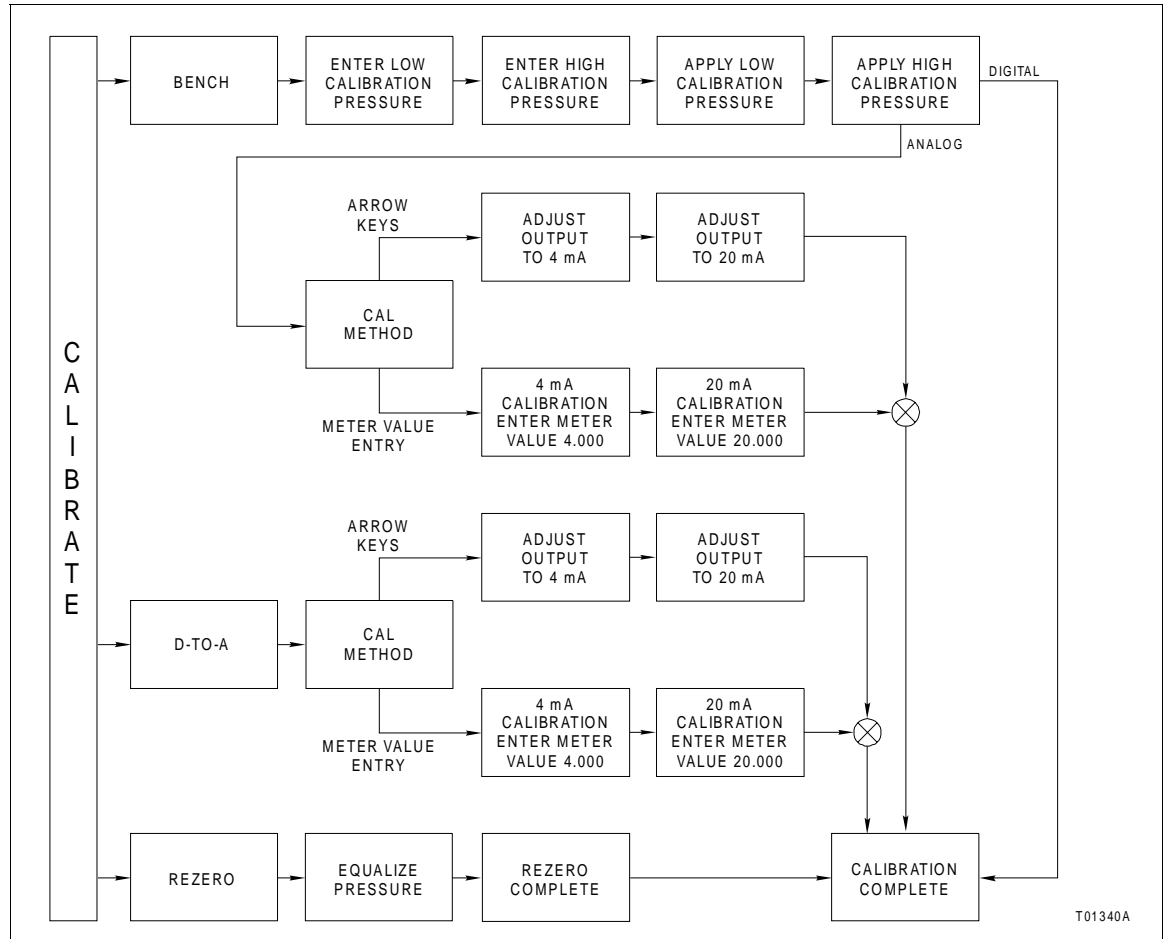 CALIBRATE
BENCH
ENTER LOW
CALIBRATION
PRESSURE
ENTER HIGH
CALIBRATION
PRESSURE
APPLY LOW
CALIBRATION
PRESSURE
APPLY HIGH
CALIBRATION
PRESSURE
DIGITAL
ANALOG
ARROW
KEYS
ADJUST
OUTPUT
TO 4 mA
ADJUST
OUTPUT
TO 20 mA
CAL
METHOD
METER VALUE
ENTRY
4 mA
CALIBRATION
ENTER METER
VALUE 4.000
20 mA
CALIBRATION
ENTER METER
VALUE 20.000
D-TO-A
ARROW
KEYS
ADJUST
OUTPUT
TO 4 mA
ADJUST
OUTPUT
TO 20 mA
CAL
METHOD
METER VALUE
ENTRY
4 mA
CALIBRATION
ENTER METER
VALUE 4.000
20 mA
CALIBRATION
ENTER METER
VALUE 20.000
REZERO
EQUALIZE
PRESSURE
REZERO
COMPLETE
CALIBRATION
COMPLETE
T01340A